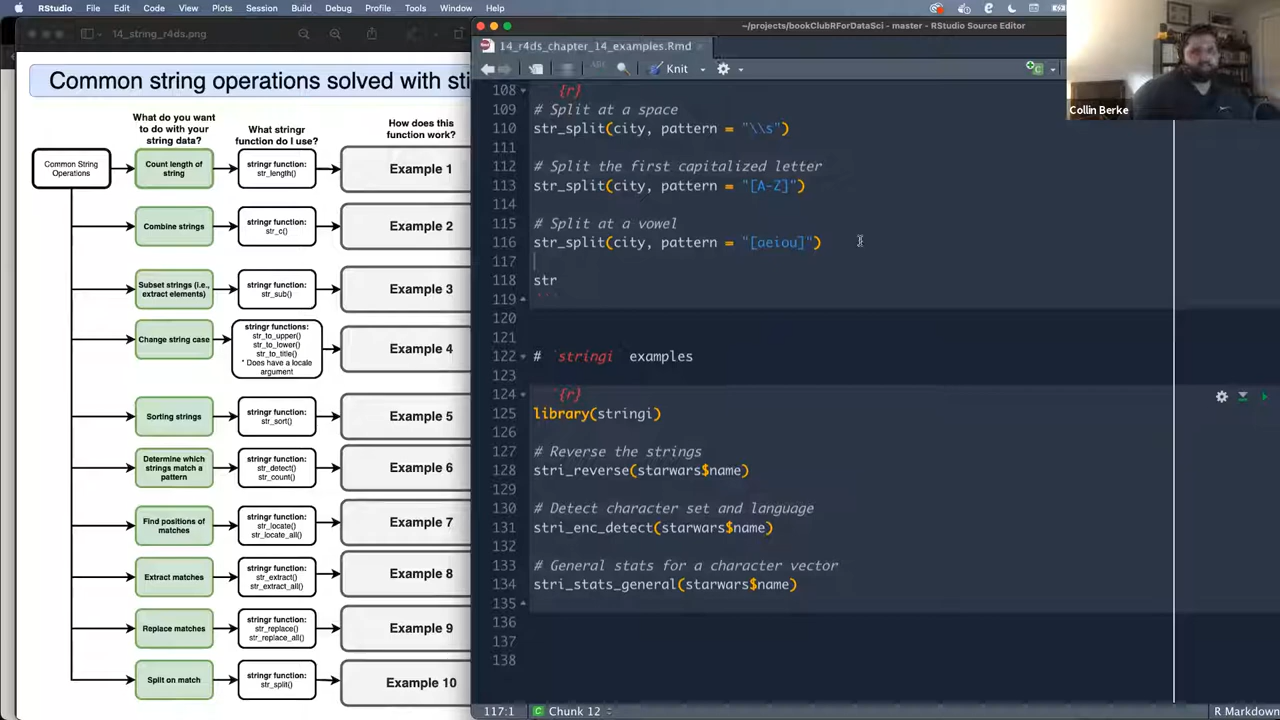 RStudio File Edit Code View Plots Session Build Debug Profile Tools Window Help
14_string_r4ds.png
~/projects/bookClubRForDataSci - master - RStudio Source Editor
14_r4ds_chapter_14_examples.Rmd
Knit
Collin Berke
Common string operations solved with sti
What do you want
to do with your
string data?
What stringr
function do I use?
How does this
function work?
Common String
Operations
Count length of
string
stringr function:
str_length()
Example 1
Combine strings
stringr function:
str_c()
Example 2
Subset strings (i.e.,
extract elements)
stringr function:
str_sub()
Example 3
Change string case
stringr functions:
str_to_upper()
str_to_lower()
str_to_title()
* Does have a locale
argument
Example 4
Sorting strings
stringr function:
str_sort()
Example 5
Determine which
strings match a
pattern
stringr function:
str_detect()
str_count()
Example 6
Find positions of
matches
stringr function:
str_locate()
str_locate_all()
Example 7
Extract matches
stringr function:
str_extract()
str_extract_all()
Example 8
Replace matches
stringr function:
str_replace()
str_replace_all()
Example 9
Split on match
stringr function:
str_split()
Example 10
108 {r}
109 # Split at a space
110 str_split(city, pattern = "\\s")
111
112 # Split the first capitalized letter
113 str_split(city, pattern = "[A-Z]")
114
115 # Split at a vowel
116 str_split(city, pattern = "[aeiou]")
117
118 str
119 ```
120
121
122 # `stringi` examples
123
124 {r}
125 library(stringi)
126
127 # Reverse the strings
128 stri_reverse(starwars$name)
129
130 # Detect character set and language
131 stri_enc_detect(starwars$name)
132
133 # General stats for a character vector
134 stri_stats_general(starwars$name)
135
136
137
138
117:1 Chunk 12 R Markdown